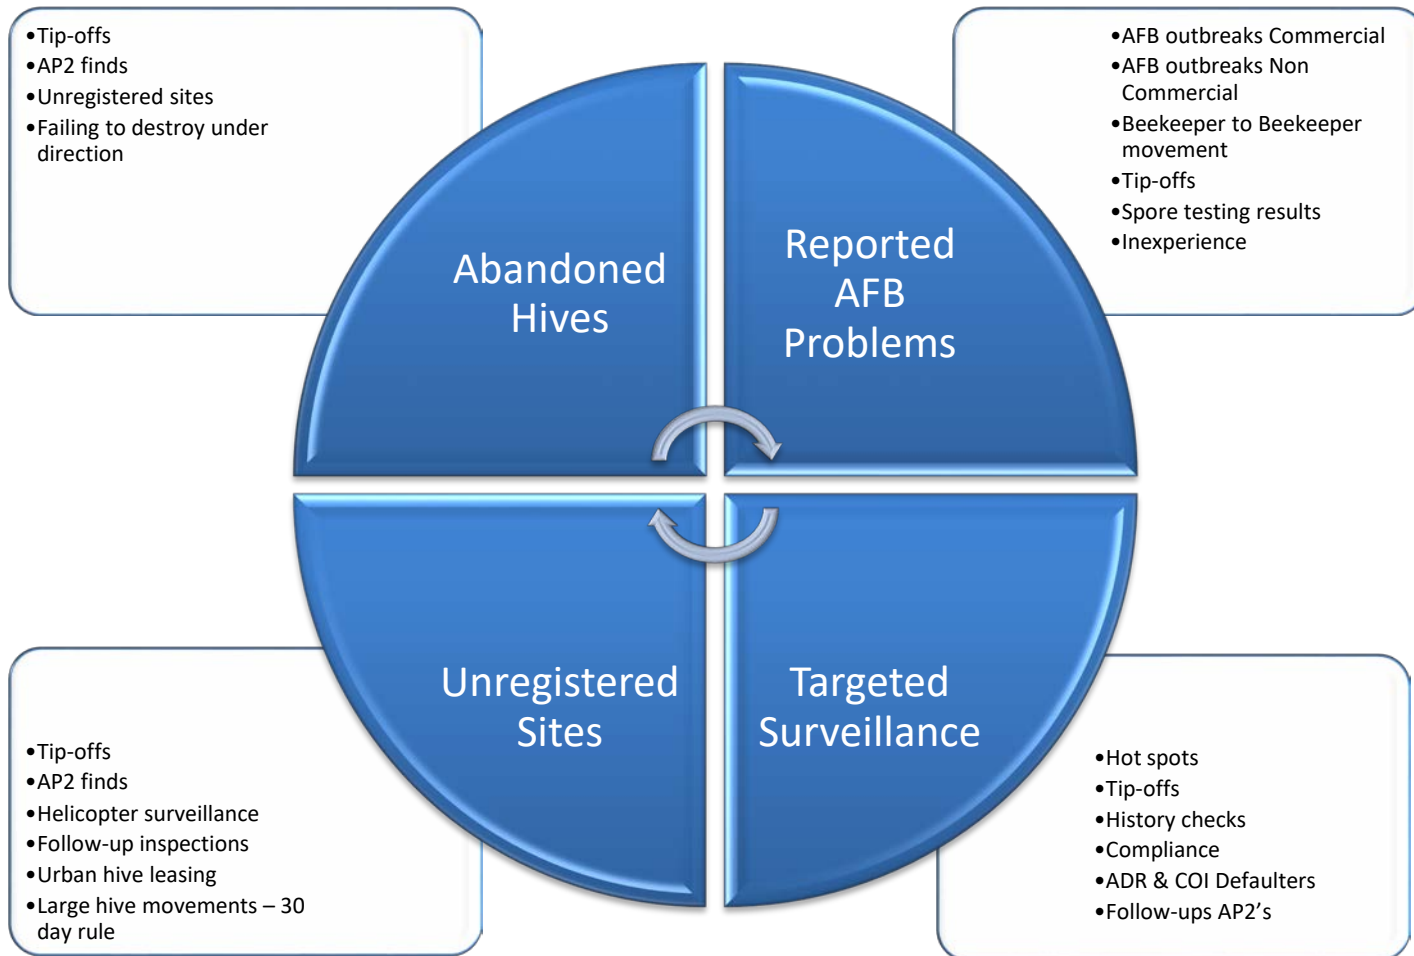 •Tip-offs
•AP2 finds
•Unregistered sites
•Failing to destroy under
direction
•AFB outbreaks Commercial
•AFB outbreaks Non
Commercial
•Beekeeper to Beekeeper
movement
•Tip-offs
•Spore testing results
•Inexperience
Abandoned
Hives
Reported
AFB
Problems
Unregistered
Sites
Targeted
Surveillance
•Tip-offs
•AP2 finds
•Helicopter surveillance
•Follow-up inspections
•Urban hive leasing
•Large hive movements – 30
day rule
•Hot spots
•Tip-offs
•History checks
•Compliance
•ADR & COI Defaulters
•Follow-ups AP2’s